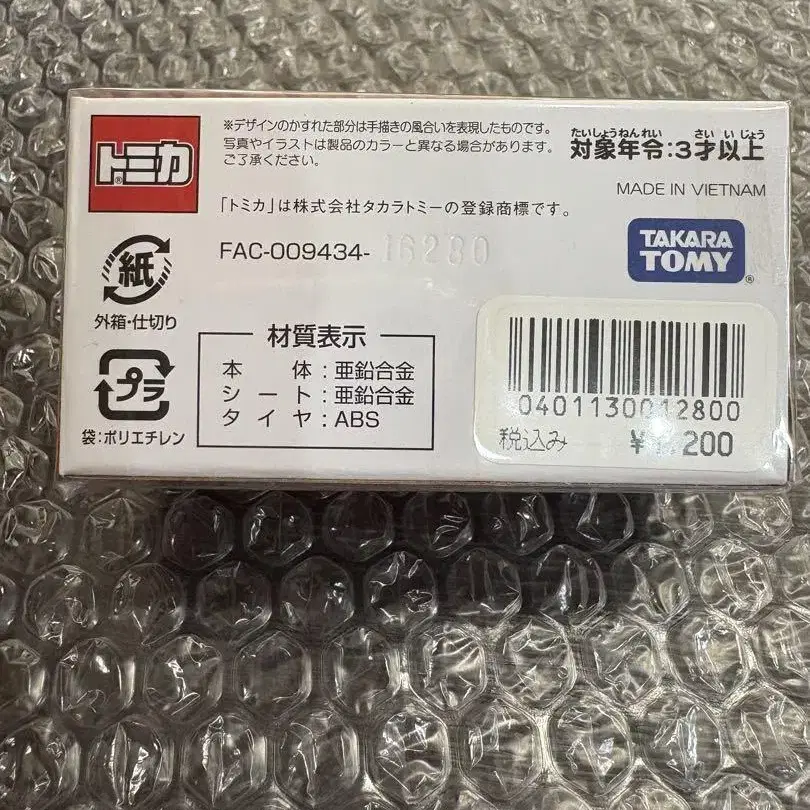 トミカ®
※デザインのかすれた部分は手描きの風合いを表現したものです。
写真やイラストは製品のカラーと異なる場合があります。
ご了承ください。
「トミカ」は株式会社タカラトミーの登録商標です。
たいしょうねんれい さいいじょう
対象年令:3才以上
MADE IN VIETNAM
FAC-009434-16230
TAKARA
TOMY®
紙
外箱・仕切り
プラ
袋:ポリエチレン
材質表示
本体:亜鉛合金
シート:亜鉛合金
タイヤ:ABS
0401130012800
税込み
200